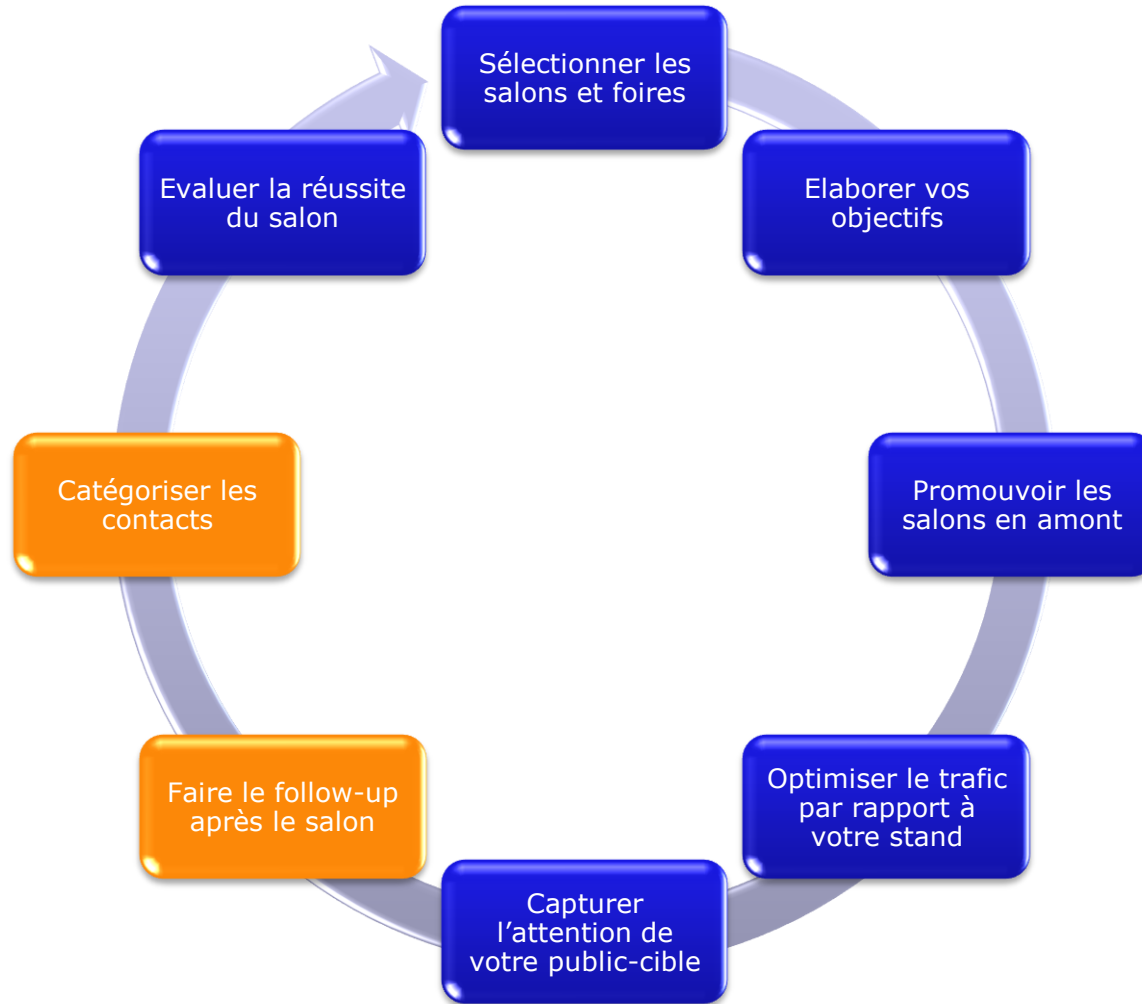 Sélectionner les
salons et foires
Elaborer vos
objectifs
Promouvoir les
salons en amont
Optimiser le trafic
par rapport à
votre stand
Capturer
l’attention de
votre public-cible
Faire le follow-up
après le salon
Catégoriser les
contacts
Evaluer la réussite
du salon